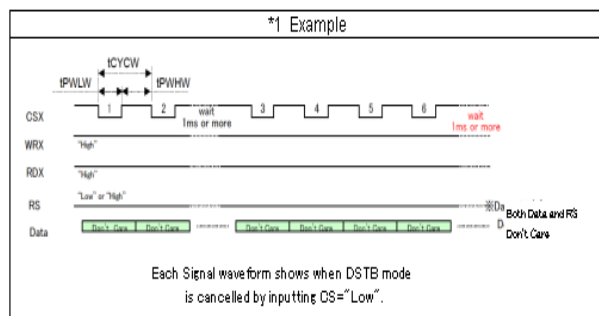 *1 Example
tCYCW
tPWLW
tPWHW
CSX
1
2
wait
1ms or more
3
4
5
6
wait
1ms or more
WRX
"High"
RDX
"High"
"Low" or "High"
RS
※Da
Both Data and RS
Data
Don't Care
Don't Care
Don't Care
Don't Care
Don't Care
Don't Care
D
Don't Care
Each Signal waveform shows when DSTB mode
is cancelled by inputting CS="Low".